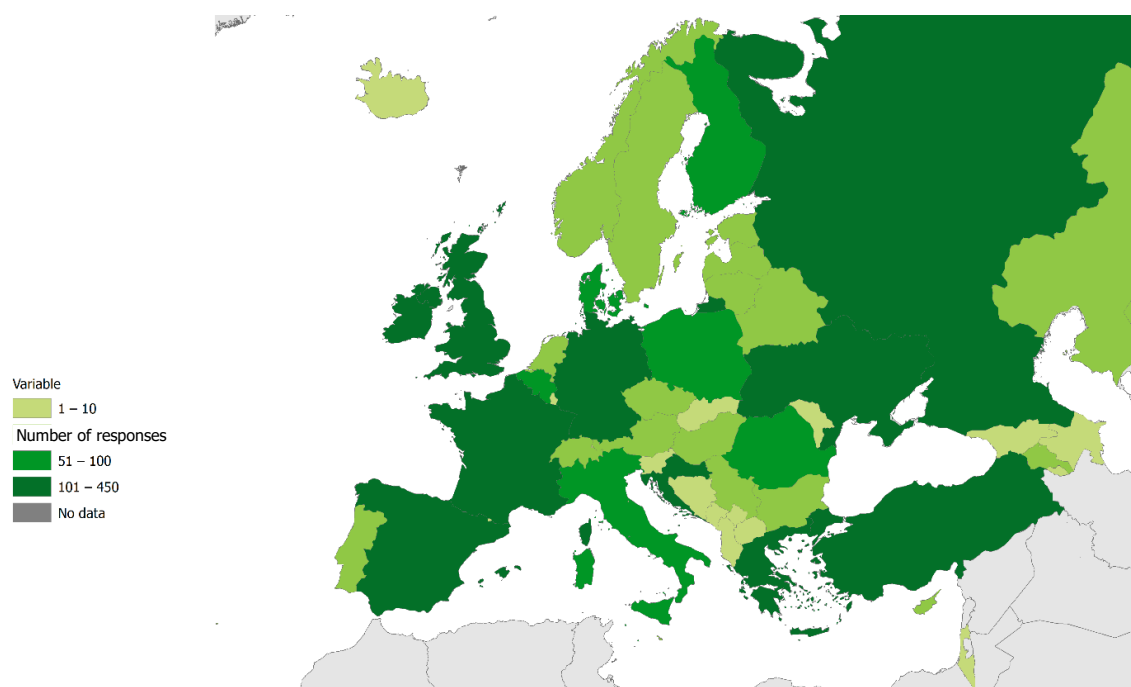 Variable
1 – 10
Number of responses
51 – 100
101 – 450
No data